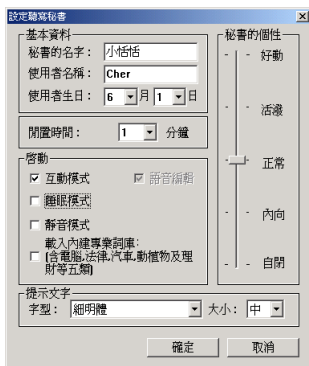 設定聽寫秘書
基本資料
秘書的名字： 小恬恬
使用者名稱： Cher
使用者生日： 6 月 1 日
閒置時間： 1 分鐘
啓動
互動模式 語音編輯
睡眠模式
靜音模式
載入內建專業詞庫:
(含電腦,法律,汽車,動植物及理
財等五類)
秘書的個性
好動
活潑
正常
內向
自閉
提示文字
字型： 細明體 大小： 中
確定 取消